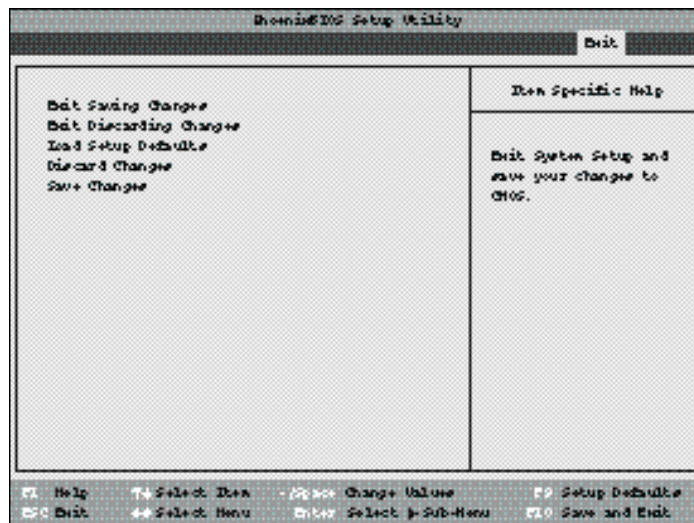 PhoenixBIOS Setup Utility
Exit
Item Specific Help
Exit Saving Changes
Exit Discarding Changes
Load Setup Defaults
Discard Changes
Save Changes
Exit System Setup and
save your changes to
CMOS.
F1 Help ↑↓ Select Item -/Space Change Values F9 Setup Defaults
ESC Exit ↔ Select Menu Enter Select ▶ Sub-Menu F10 Save and Exit